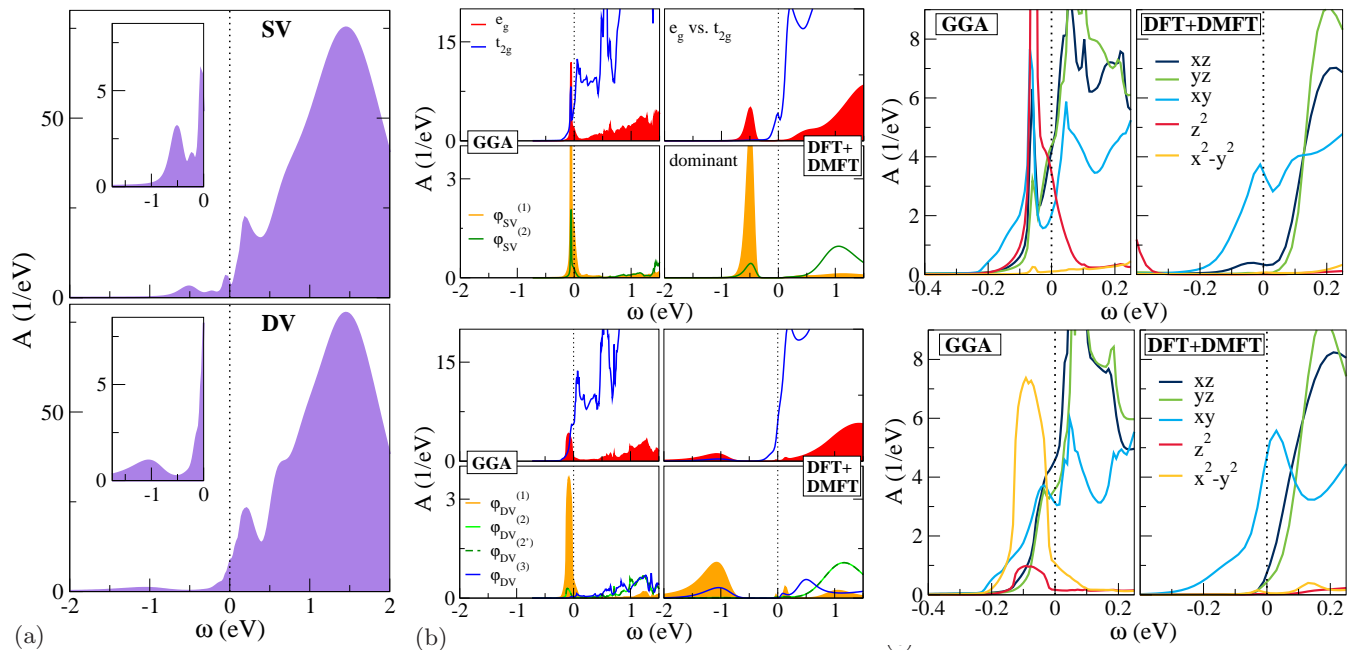 SV
A (1/eV)
75
50
25
0
5
0
-1
0
DV
A (1/eV)
50
0
5
0
-1
0
-2
-1
0
1
2
ω (eV)
(a)
e_g
t_2g
e_g vs. t_2g
15
0
GGA
DFT+
DMFT
A (1/eV)
dominant
3
0
φ_SV^(1)
φ_SV^(2)
-2
-1
0
1
-2
-1
0
1
ω (eV)
15
0
GGA
DFT+
DMFT
A (1/eV)
3
0
φ_DV^(1)
φ_DV^(2)
φ_DV^(2')
φ_DV^(3)
-2
-1
0
1
-2
-1
0
1
ω (eV)
(b)
GGA
DFT+DMFT
xz
yz
xy
z^2
x^2-y^2
A (1/eV)
8
6
4
2
0
-0.4
-0.2
0
0.2
-0.2
0
0.2
ω (eV)
GGA
DFT+DMFT
xz
yz
xy
z^2
x^2-y^2
A (1/eV)
8
6
4
2
0
-0.4
-0.2
0
0.2
-0.2
0
0.2
ω (eV)